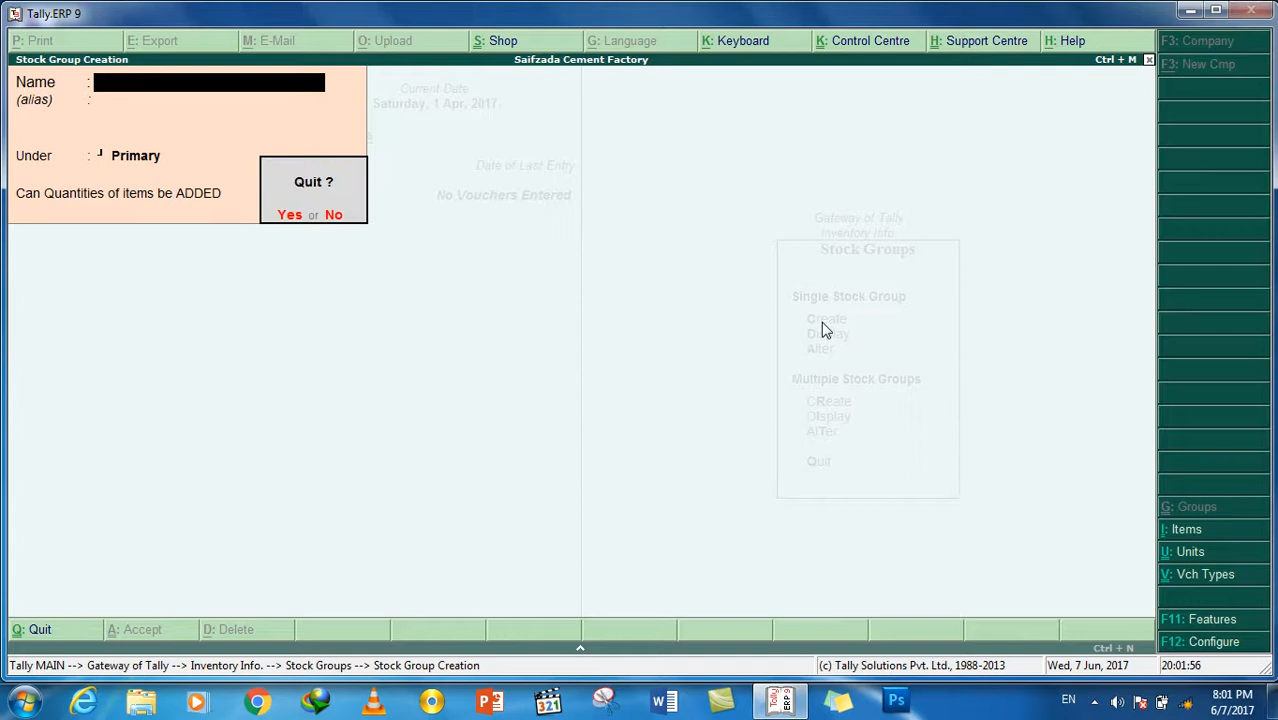 Tally.ERP 9
P: Print E: Export M: E-Mail O: Upload S: Shop G: Language K: Keyboard K: Control Centre H: Support Centre H: Help F3: Company
Stock Group Creation Saifzada Cement Factory Ctrl + M F3: New Cmp
Name :
(alias) :
Current Date
Saturday, 1 Apr, 2017
Under : Primary
Date of Last Entry
Quit ?
Can Quantities of items be ADDED No Vouchers Entered
Yes or No
Gateway of Tally
Inventory Info.
Stock Groups
Single Stock Group
Create
Display
Alter
Multiple Stock Groups
CReate
DIsplay
AlTer
Quit
G: Groups
I: Items
U: Units
V: Vch Types
F11: Features
Q: Quit A: Accept D: Delete
F12: Configure
Ctrl + N
Tally MAIN --> Gateway of Tally --> Inventory Info. --> Stock Groups --> Stock Group Creation (c) Tally Solutions Pvt. Ltd., 1988-2013 Wed, 7 Jun, 2017 20:01:56
321 Tally ERP 9 Ps EN 8:01 PM
6/7/2017